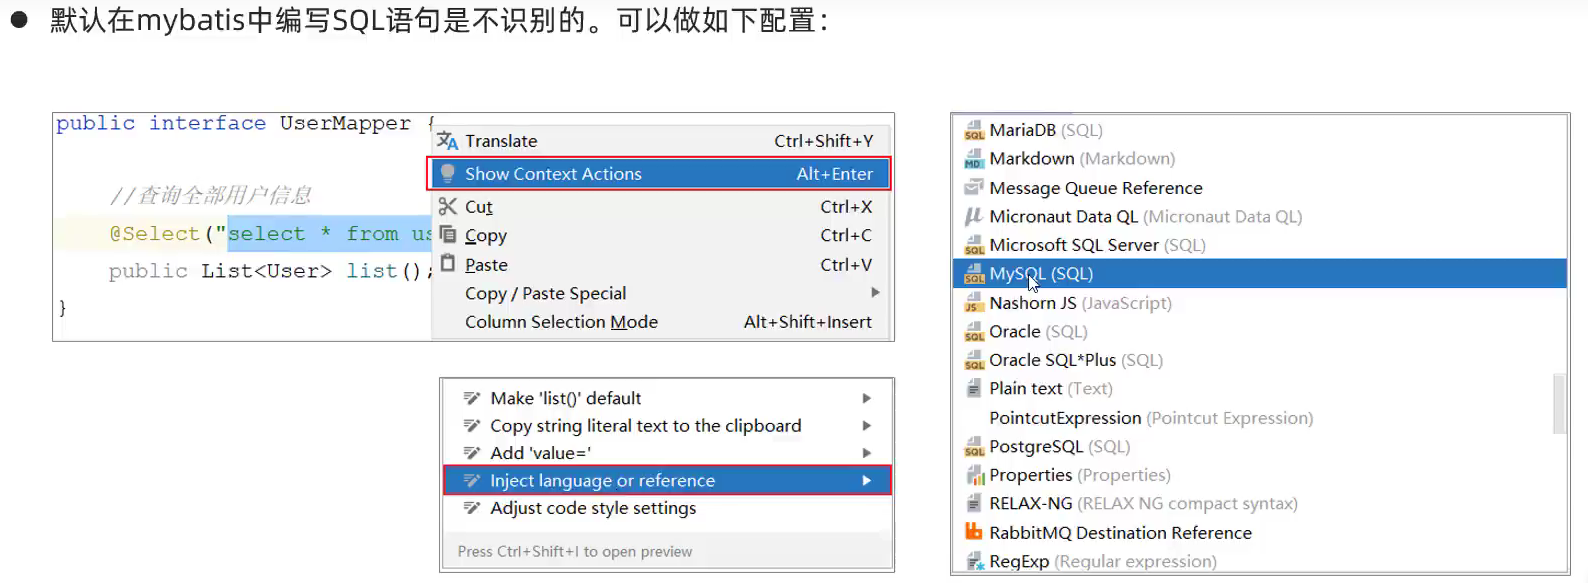 默认在mybatis中编写SQL语句是不识别的。可以做如下配置：
public interface UserMapper {
//查询全部用户信息
@Select("select * from us
public List<User> list();
}
Translate Ctrl+Shift+Y
Show Context Actions Alt+Enter
Cut Ctrl+X
Copy Ctrl+C
Paste Ctrl+V
Copy / Paste Special
Column Selection Mode Alt+Shift+Insert
Make 'list()' default
Copy string literal text to the clipboard
Add 'value='
Inject language or reference
Adjust code style settings
Press Ctrl+Shift+I to open preview
MariaDB (SQL)
Markdown (Markdown)
Message Queue Reference
Micronaut Data QL (Micronaut Data QL)
Microsoft SQL Server (SQL)
MySQL (SQL)
Nashorn JS (JavaScript)
Oracle (SQL)
Oracle SQL*Plus (SQL)
Plain text (Text)
PointcutExpression (Pointcut Expression)
PostgreSQL (SQL)
Properties (Properties)
RELAX-NG (RELAX NG compact syntax)
RabbitMQ Destination Reference
RegExp (Regular expression)